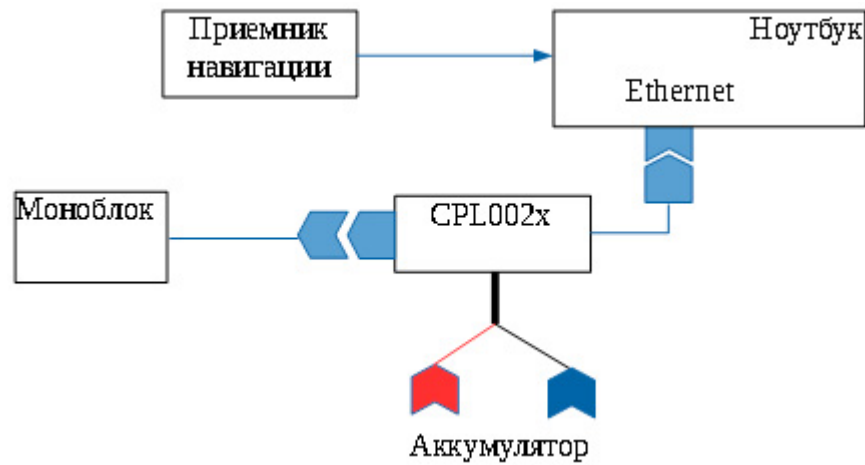 Приемник
навигации
Ноутбук
Ethernet
Моноблок
CPL002x
Аккумулятор